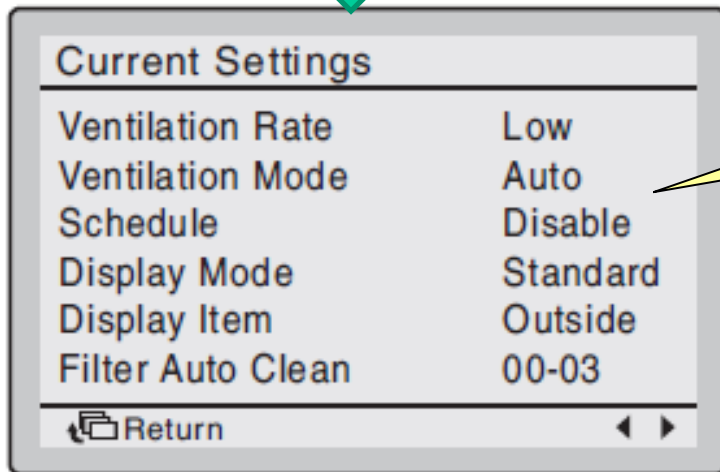 Current Settings
Ventilation Rate Low
Ventilation Mode Auto
Schedule Disable
Display Mode Standard
Display Item Outside
Filter Auto Clean 00-03
Return